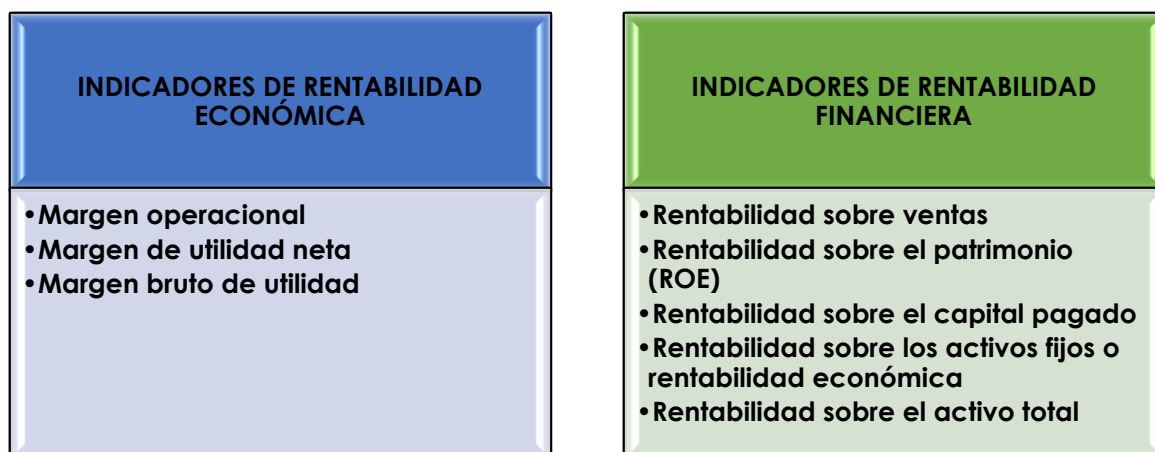 INDICADORES DE RENTABILIDAD
ECONÓMICA
•Margen operacional
•Margen de utilidad neta
•Margen bruto de utilidad
INDICADORES DE RENTABILIDAD
FINANCIERA
•Rentabilidad sobre ventas
•Rentabilidad sobre el patrimonio
(ROE)
•Rentabilidad sobre el capital pagado
•Rentabilidad sobre los activos fijos o
rentabilidad económica
•Rentabilidad sobre el activo total